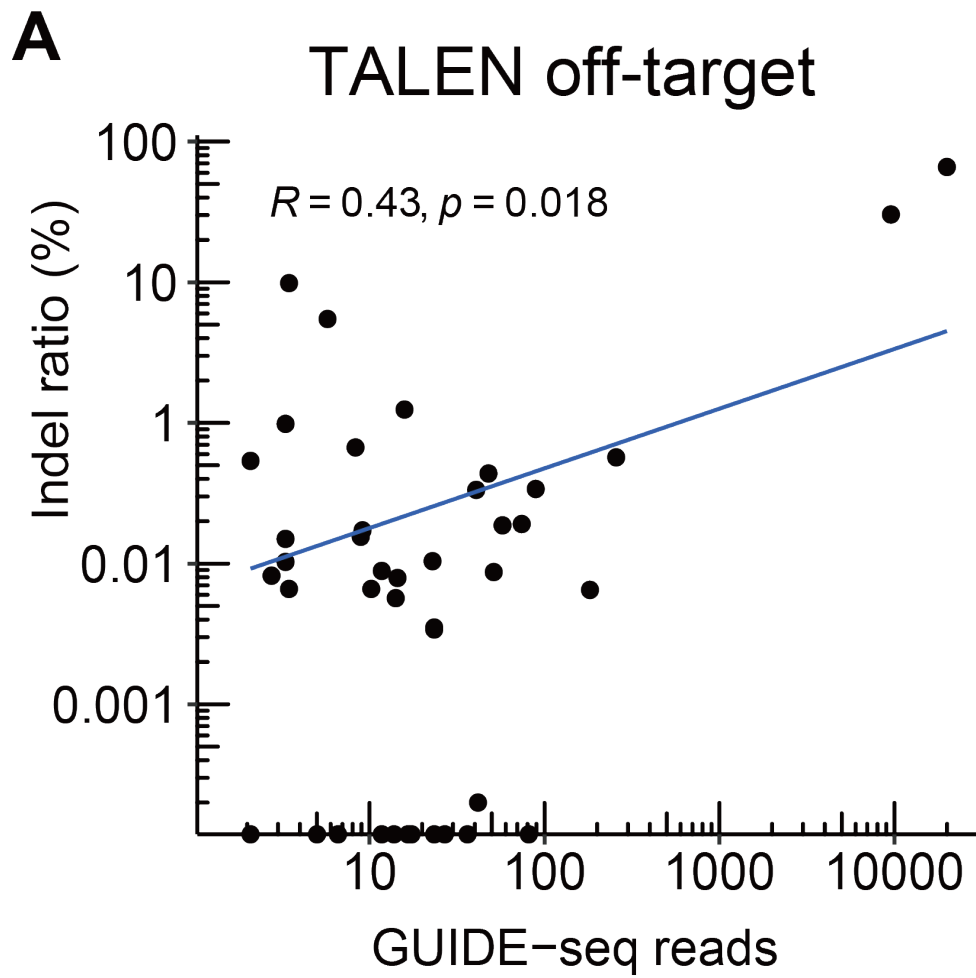 A
TALEN off-target
R = 0.43, p = 0.018
100
10
1
0.01
0.001
Indel ratio (%)
10 100 1000 10000
GUIDE−seq reads